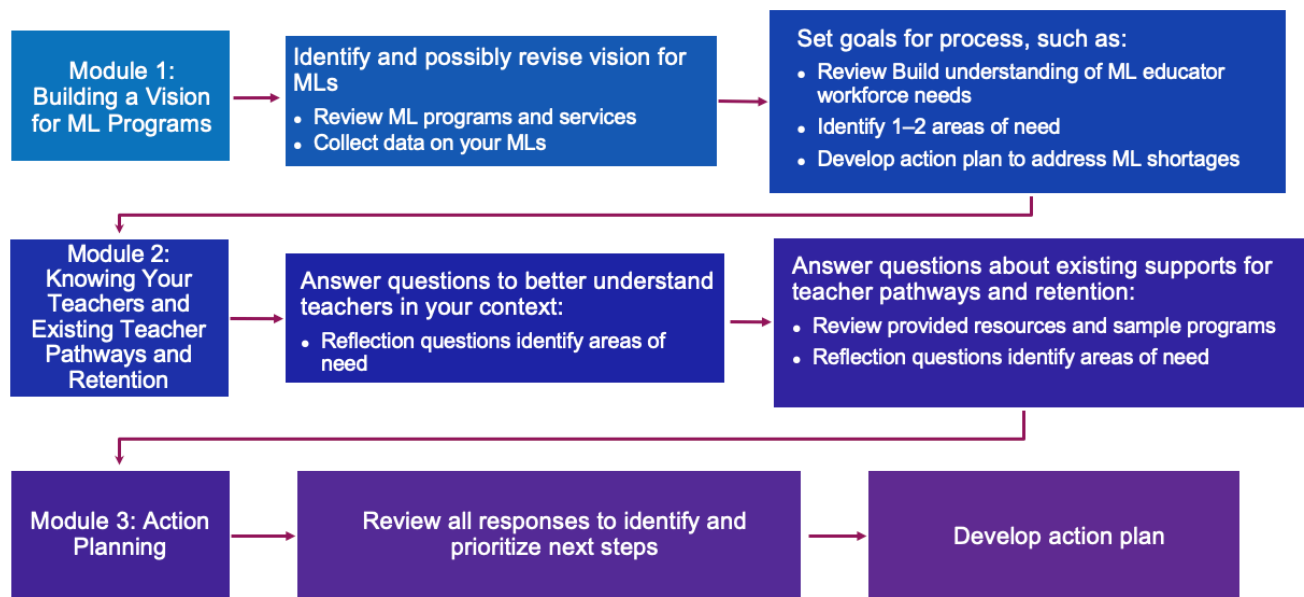 Module 1:
Building a Vision
for ML Programs
Identify and possibly revise vision for
MLs
• Review ML programs and services
• Collect data on your MLs
Set goals for process, such as:
• Review Build understanding of ML educator
workforce needs
• Identify 1–2 areas of need
• Develop action plan to address ML shortages
Module 2:
Knowing Your
Teachers and
Existing Teacher
Pathways and
Retention
Answer questions to better understand
teachers in your context:
• Reflection questions identify areas of
need
Answer questions about existing supports for
teacher pathways and retention:
• Review provided resources and sample programs
• Reflection questions identify areas of need
Module 3: Action
Planning
Review all responses to identify and
prioritize next steps
Develop action plan